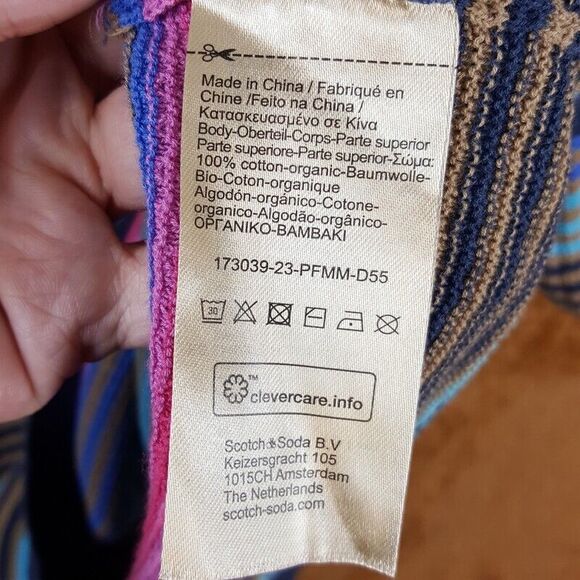 Made in China / Fabriqué en
Chine /Feito na China /
Κατασκευασμένο σε Κίνα
Body-Oberteil-Corps-Parte superior
Parte superiore-Parte superior-Σώμα:
100% cotton-organic-Baumwolle-
Bio-Coton-organique
Algodón-orgánico-Cotone-
organico-Algodão-orgânico-
ΟΡΓΑΝΙΚΟ-ΒΑΜΒΑΚΙ
173039-23-PFMM-D55
30
TM
clevercare.info
Scotch&Soda B.V
Keizersgracht 105
1015CH Amsterdam
The Netherlands
scotch-soda.com